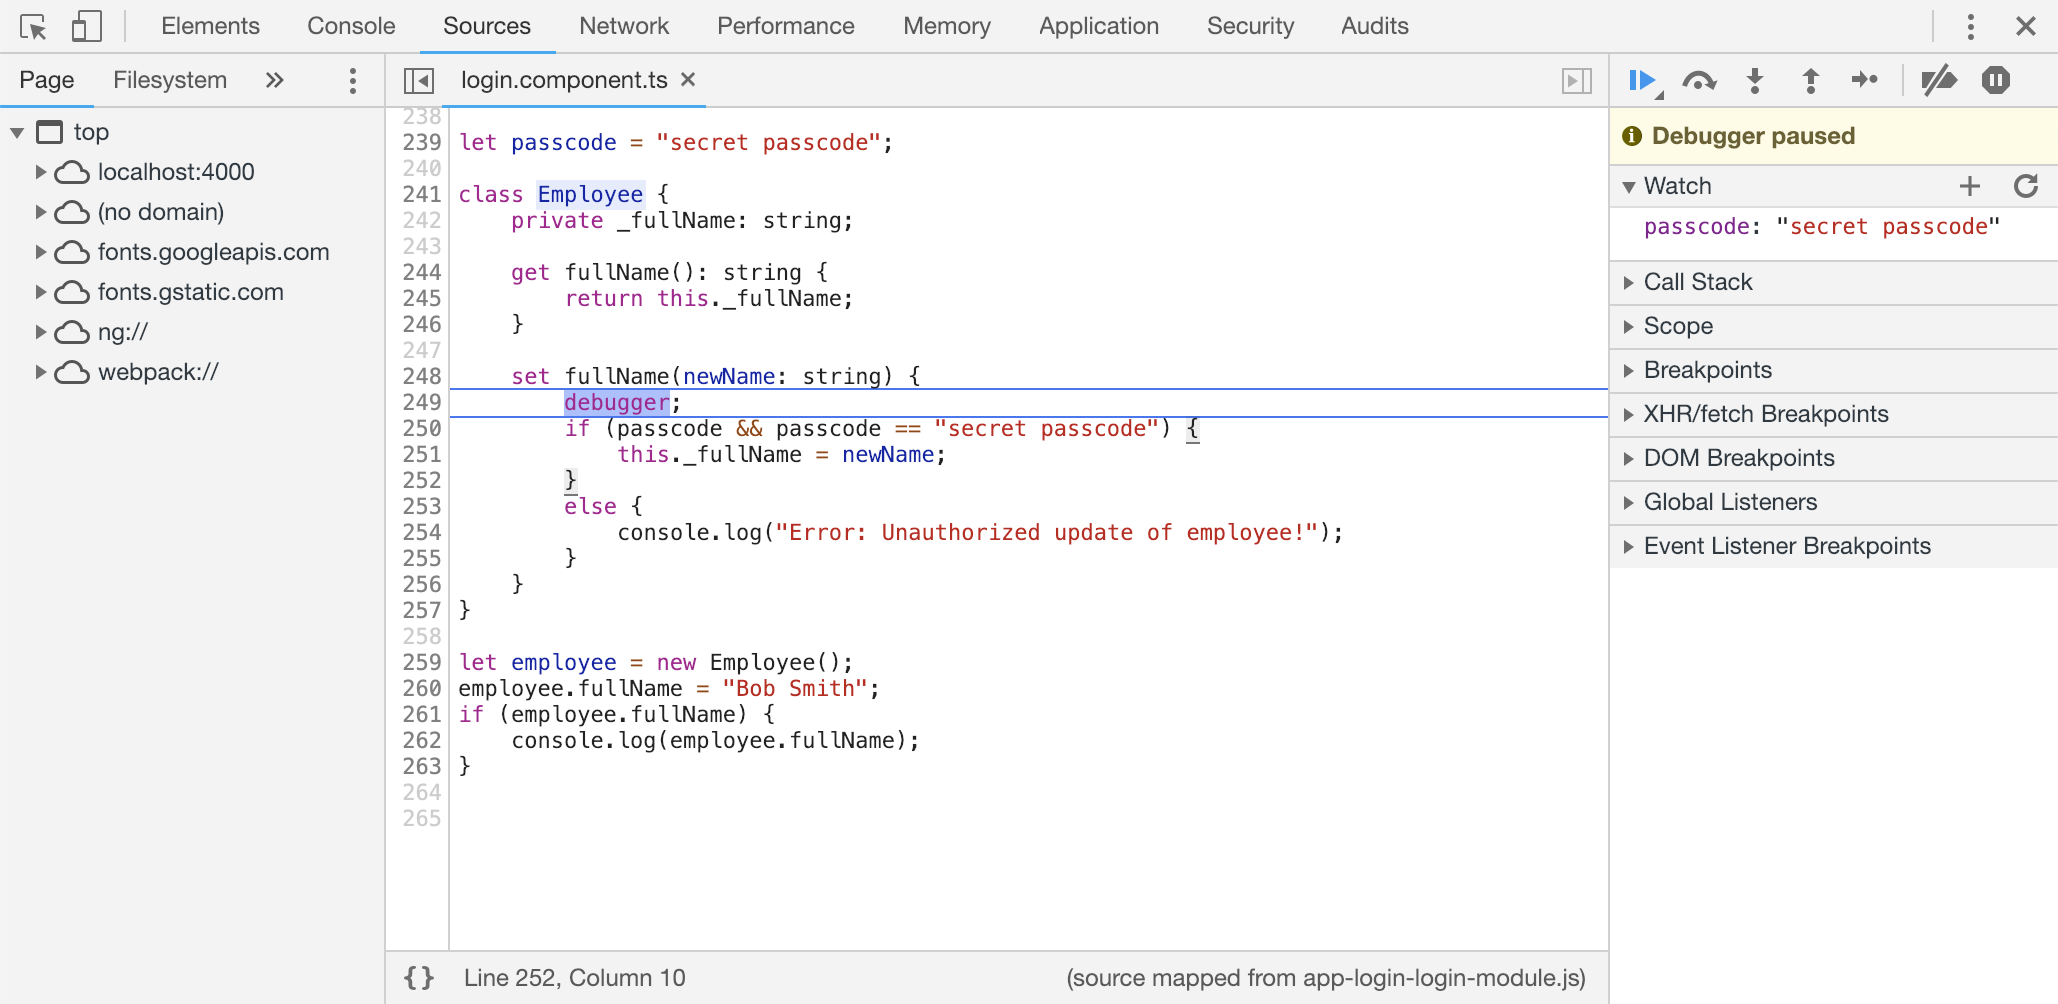 Elements Console Sources Network Performance Memory Application Security Audits
Page Filesystem
top
localhost:4000
(no domain)
fonts.googleapis.com
fonts.gstatic.com
ng://
webpack://
login.component.ts
238
239 let passcode = "secret passcode";
240
241 class Employee {
242     private _fullName: string;
243
244     get fullName(): string {
245         return this._fullName;
246     }
247
248     set fullName(newName: string) {
249         debugger;
250         if (passcode && passcode == "secret passcode") {
251             this._fullName = newName;
252         }
253         else {
254             console.log("Error: Unauthorized update of employee!");
255         }
256     }
257 }
258
259 let employee = new Employee();
260 employee.fullName = "Bob Smith";
261 if (employee.fullName) {
262     console.log(employee.fullName);
263 }
264
265
{} Line 252, Column 10
(source mapped from app-login-login-module.js)
Debugger paused
Watch
passcode: "secret passcode"
Call Stack
Scope
Breakpoints
XHR/fetch Breakpoints
DOM Breakpoints
Global Listeners
Event Listener Breakpoints